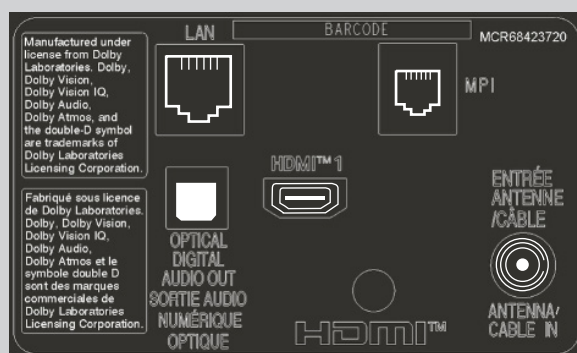 LAN
BARCODE
MCR68423720
Manufactured under
license from Dolby
Laboratories. Dolby,
Dolby Vision,
Dolby Vision IQ,
Dolby Audio,
Dolby Atmos, and
the double-D symbol
are trademarks of
Dolby Laboratories
Licensing Corporation.
MPI
HDMI™ 1
Fabriqué sous licence
de Dolby Laboratories.
Dolby, Dolby Vision,
Dolby Vision IQ,
Dolby Audio,
Dolby Atmos et le
symbole double D
sont des marques
commerciales de
Dolby Laboratories
Licensing Corporation.
OPTICAL
DIGITAL
AUDIO OUT
SORTIE AUDIO
NUMÉRIQUE
OPTIQUE
ENTRÉE
ANTENNE
/CÂBLE
ANTENNA/
CABLE IN
HDMI™